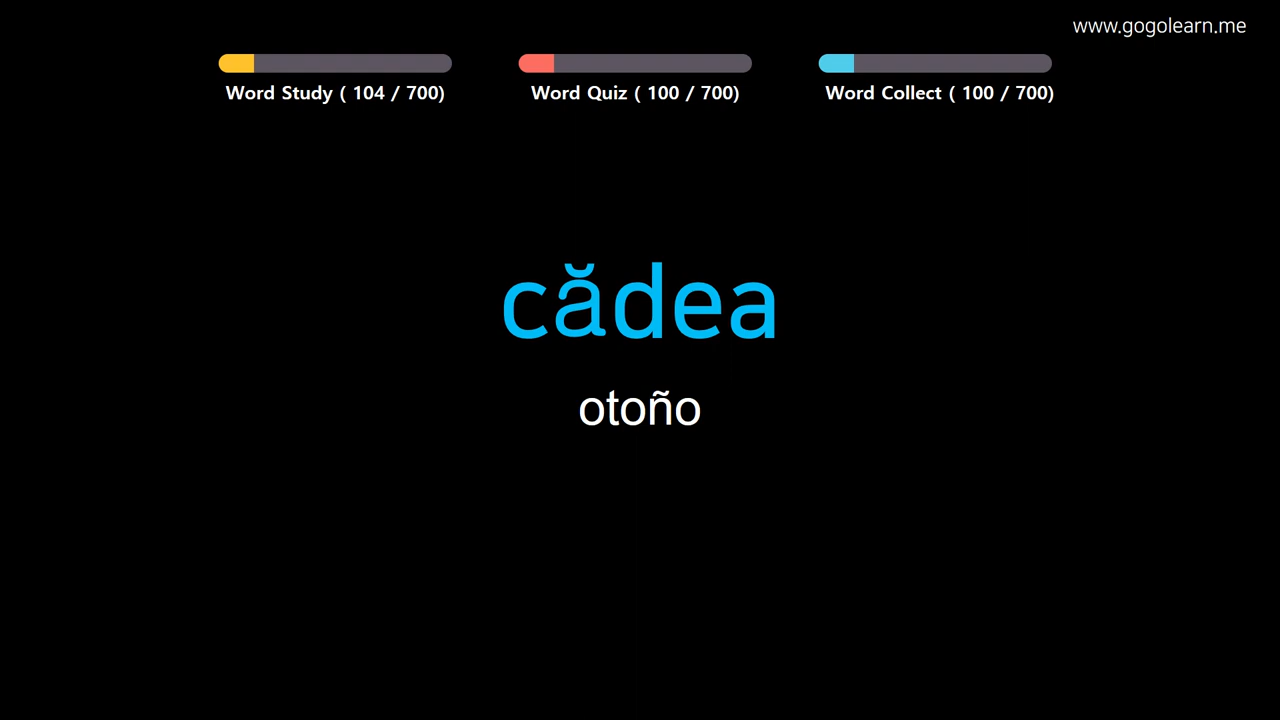 www.gogolearn.me
Word Study ( 104 / 700)
Word Quiz ( 100 / 700)
Word Collect ( 100 / 700)
cădea
otoño